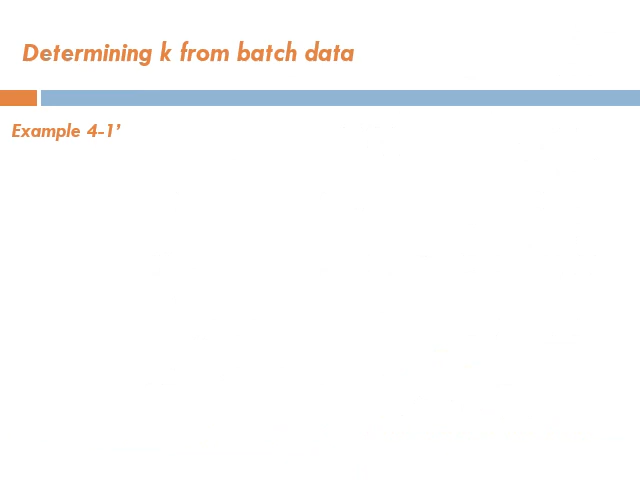 Determining k from batch data
Example 4-1’